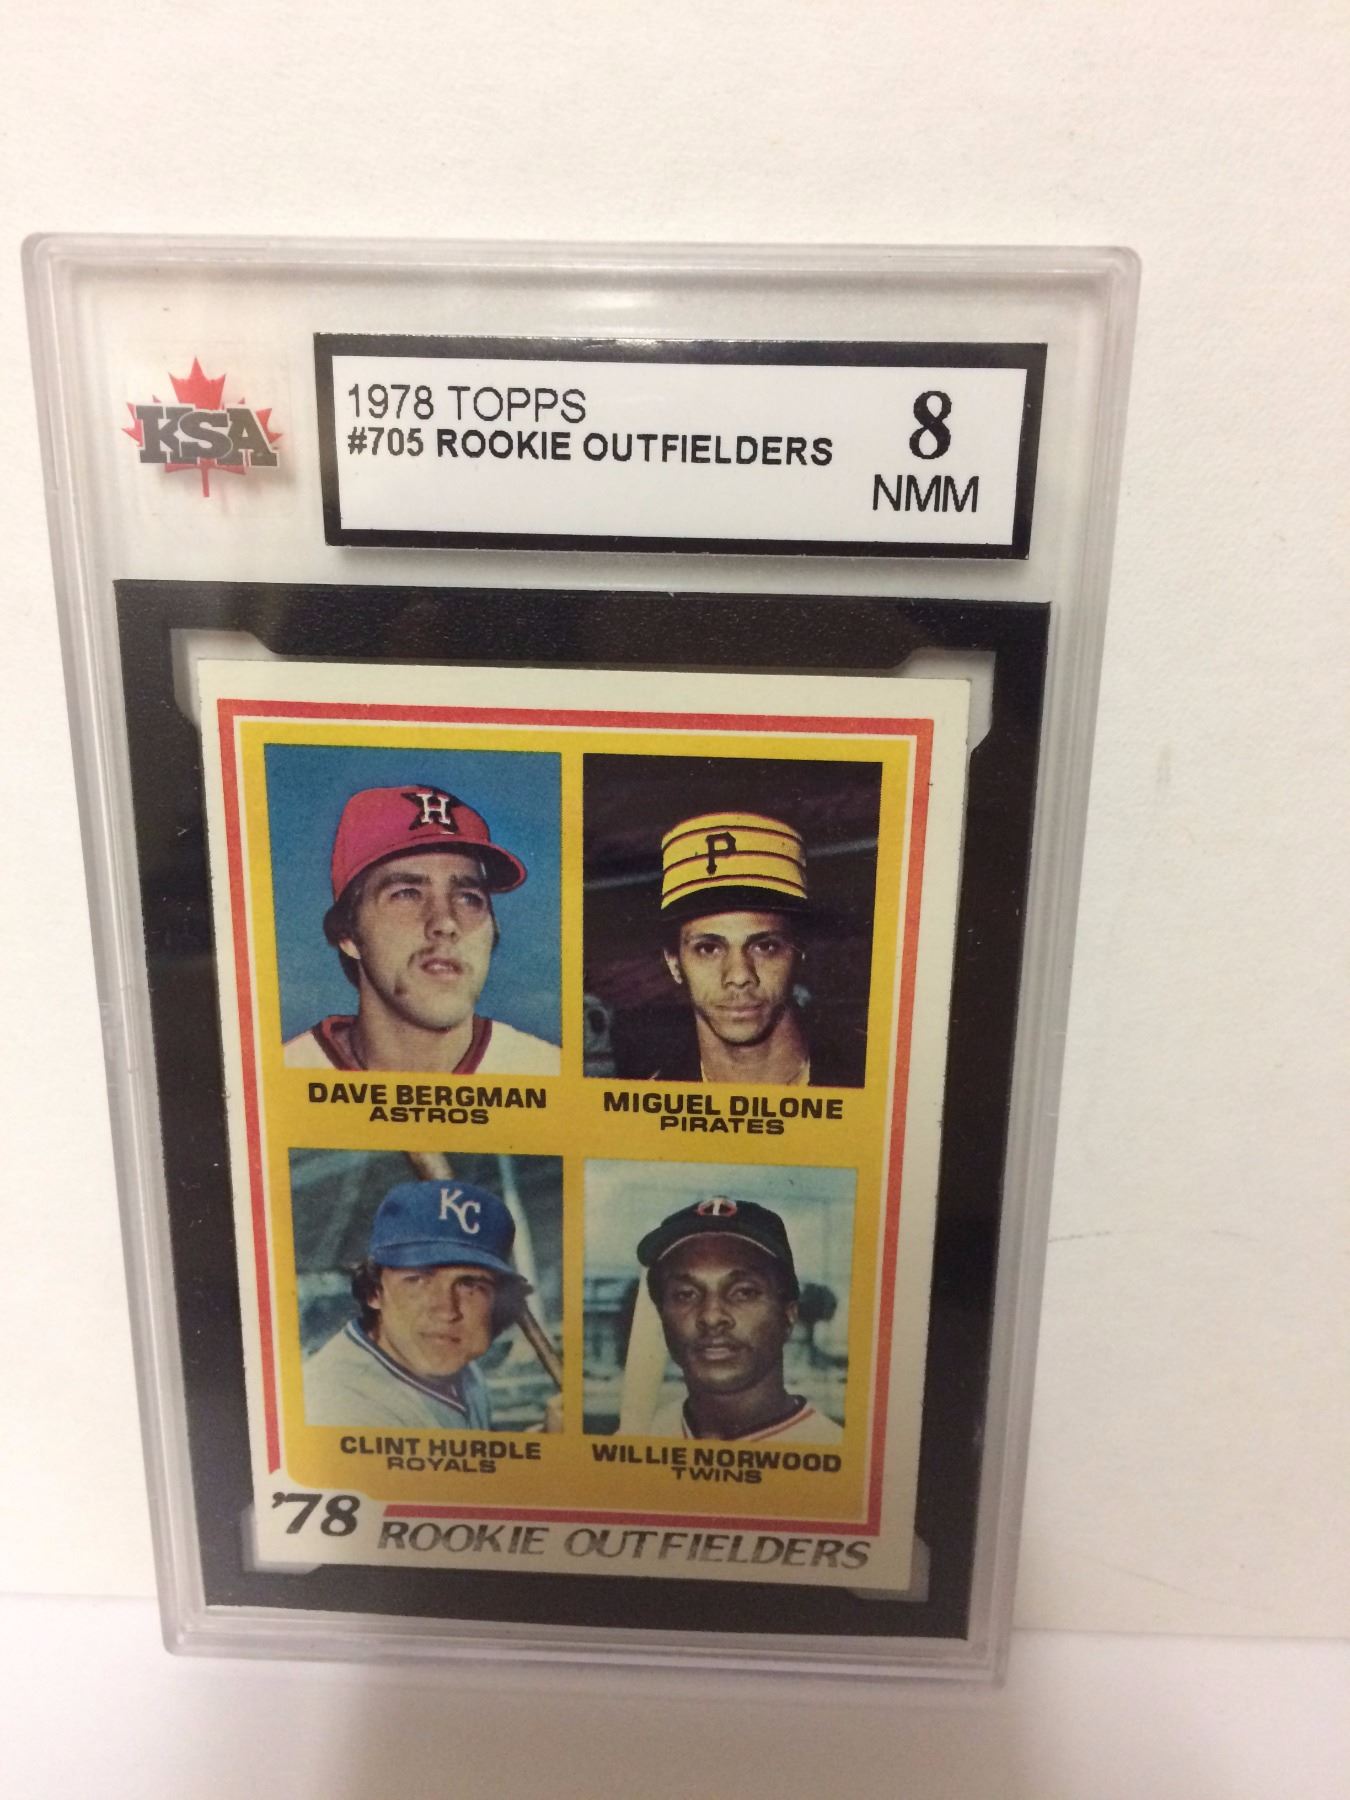 KSA
1978 TOPPS
#705 ROOKIE OUTFIELDERS
8
NMM
H
P
DAVE BERGMAN
ASTROS
MIGUEL DILONE
PIRATES
KC
T
CLINT HURDLE
ROYALS
WILLIE NORWOOD
TWINS
'78 ROOKIE OUTFIELDERS